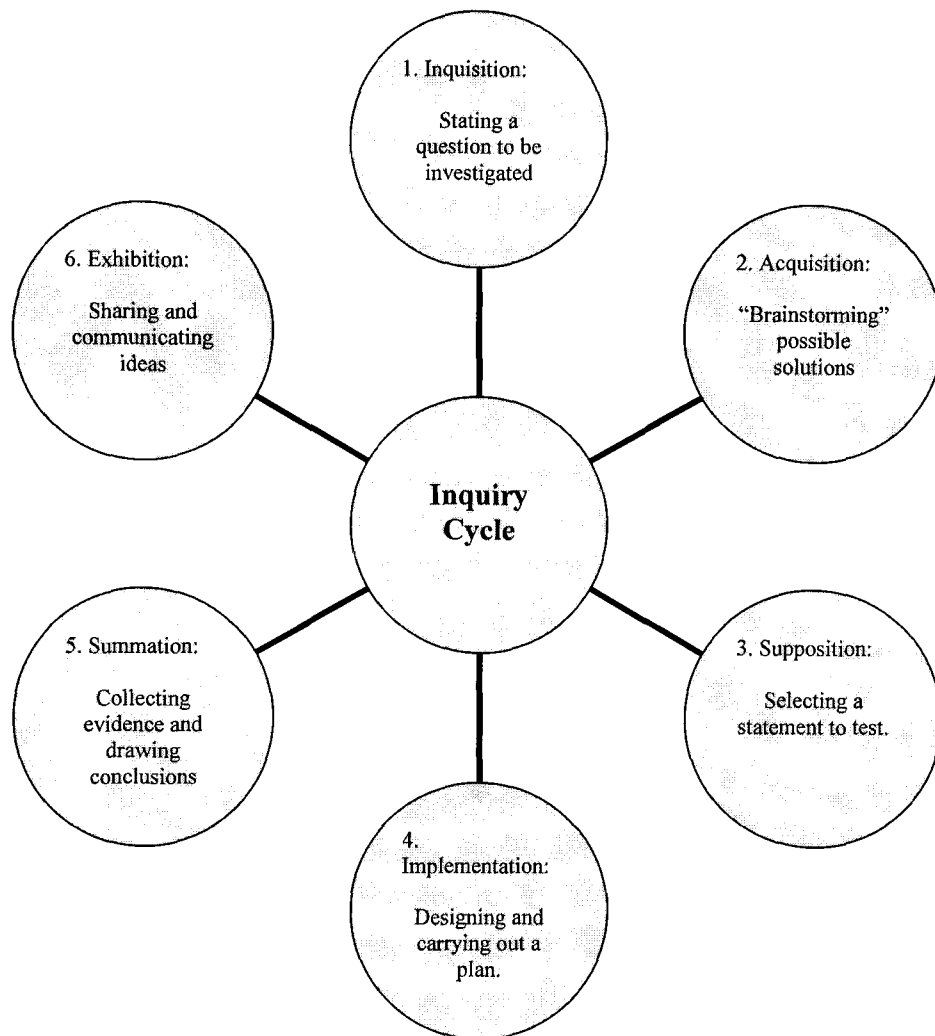 1. Inquisition:
Stating a
question to be
investigated
2. Acquisition:
“Brainstorming”
possible
solutions
3. Supposition:
Selecting a
statement to test.
4.
Implementation:
Designing and
carrying out a
plan.
5. Summation:
Collecting
evidence and
drawing
conclusions
6. Exhibition:
Sharing and
communicating
ideas
Inquiry
Cycle